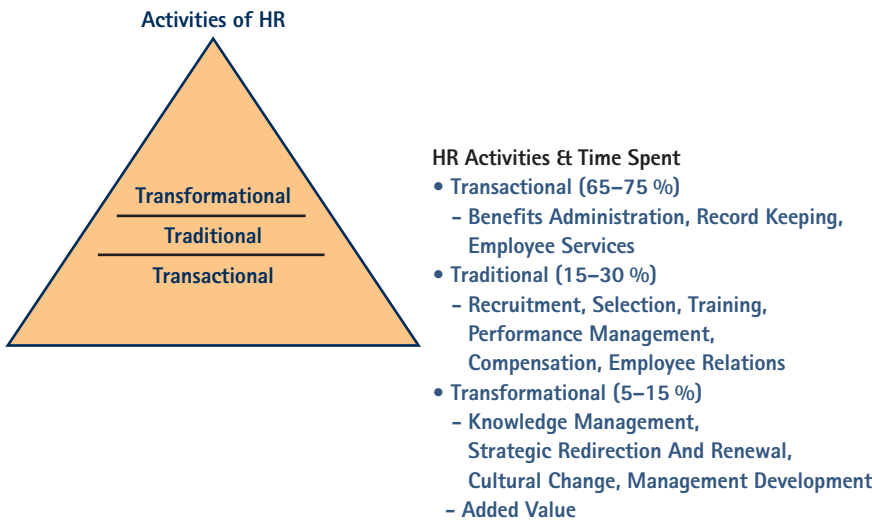 Activities of HR
Transformational
Traditional
Transactional
HR Activities & Time Spent
• Transactional (65–75 %)
– Benefits Administration, Record Keeping,
Employee Services
• Traditional (15–30 %)
– Recruitment, Selection, Training,
Performance Management,
Compensation, Employee Relations
• Transformational (5–15 %)
– Knowledge Management,
Strategic Redirection And Renewal,
Cultural Change, Management Development
– Added Value